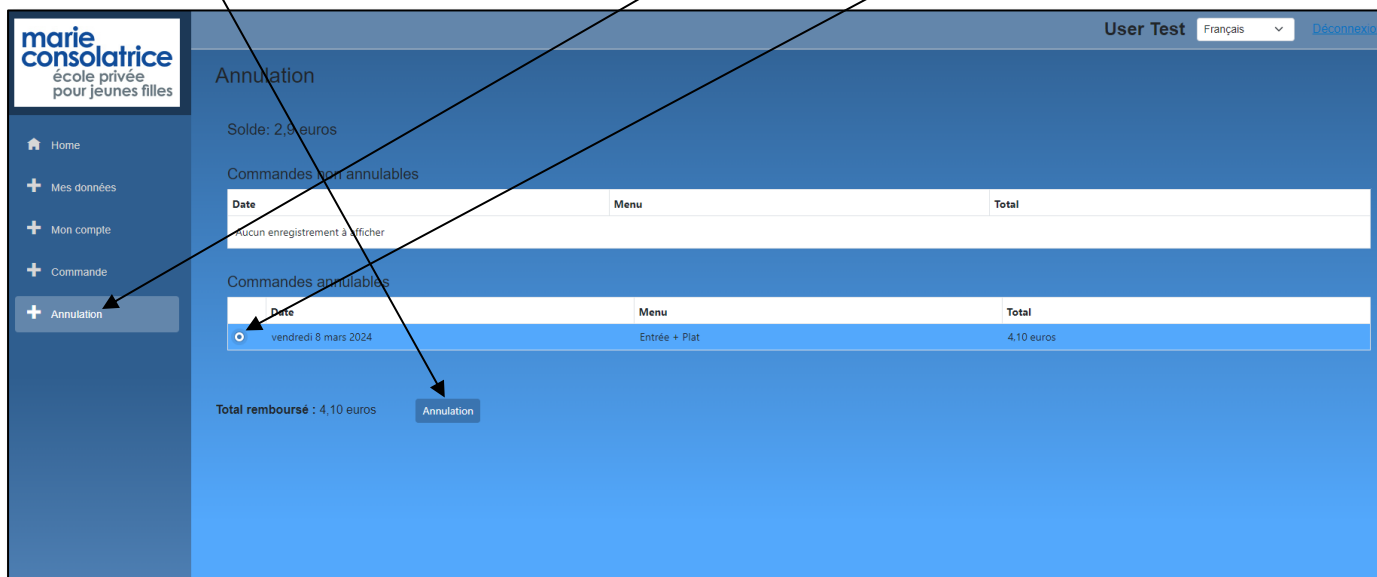 marie
consolatrice
école privée
pour jeunes filles
User Test
Français
Déconnexion
Home
Mes données
Mon compte
Commande
Annulation
Annulation
Solde: 2,9 euros
Commandes non annulables
Date Menu Total
Aucun enregistrement à afficher
Commandes annulables
Date Menu Total
vendredi 8 mars 2024 Entrée + Plat 4,10 euros
Total remboursé : 4,10 euros
Annulation